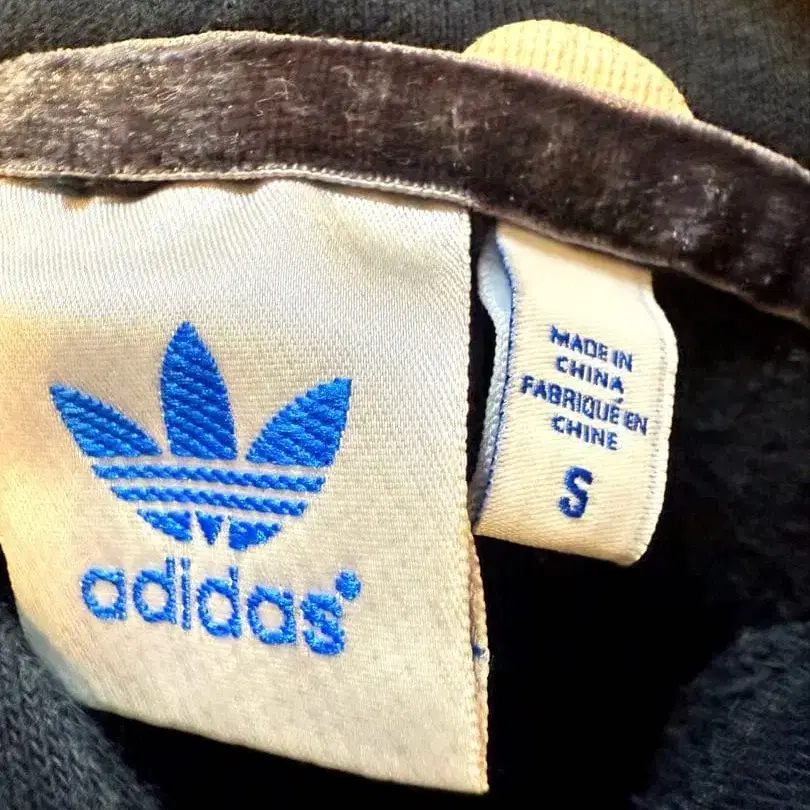 adidas
MADE IN
CHINA
FABRIQUÉ EN
CHINE
S